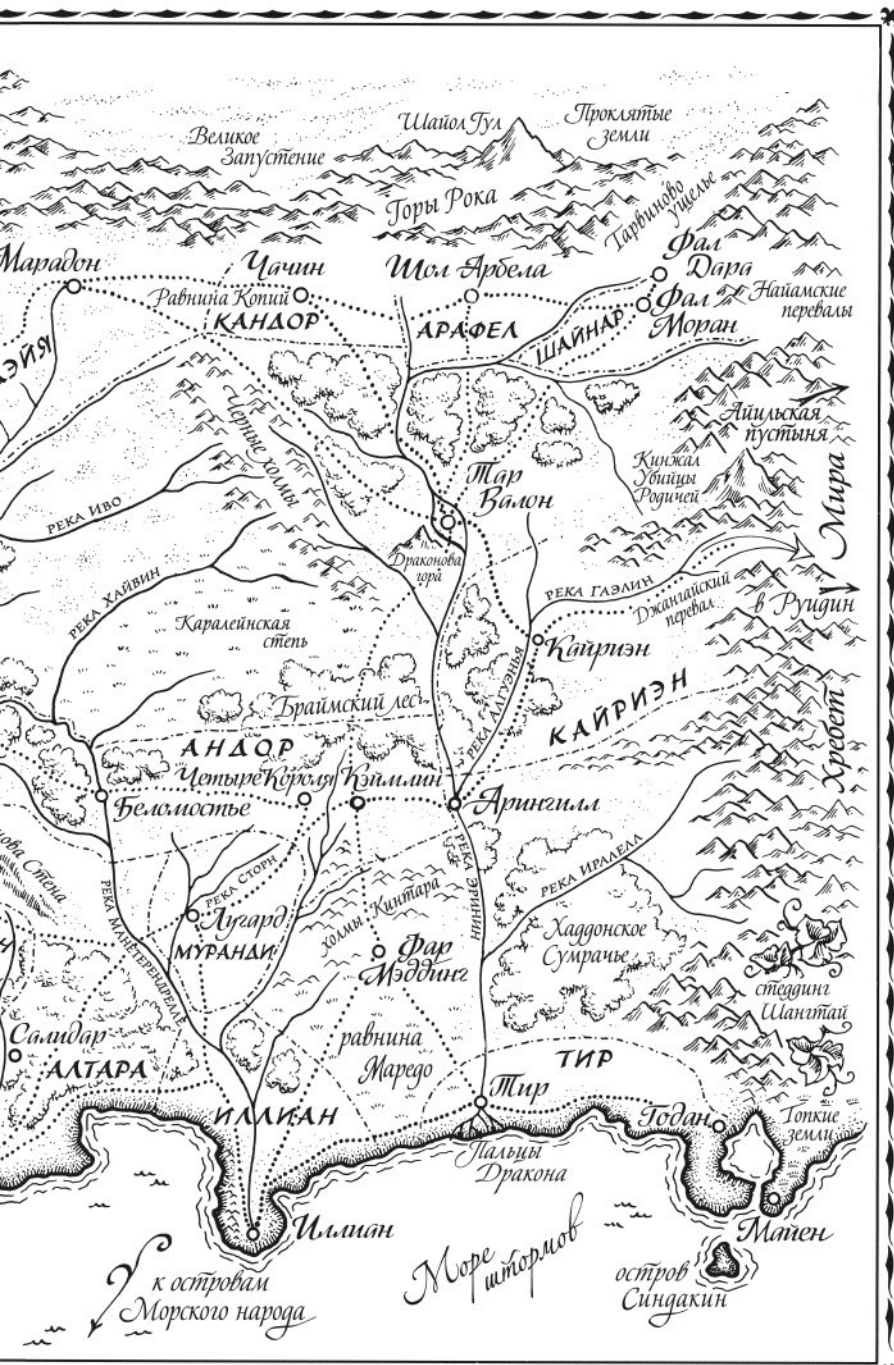 Великое
Запустение
Шайол Гул
Проклятые
земли
Горы Рока
Тарвиново
ущелье
Марадон
Чачин
Шол Арбела
Фал
Дара
Равнина Копий
КАНДОР
АРАФЕЛ
ШАЙНАР
Фал
Моран
Найамские
перевалы
Черные холмы
Айильская
пустыня
Кинжал
Убийцы
Родичей
Хребет Мира
РЕКА ИВО
Тар
Валон
Драконова
гора
РЕКА ХАЙВИН
РЕКА ГАЭЛИН
Джангайский
перевал
в Руидин
Каралейнская
степь
Кайриэн
РЕКА АЛГУЭНЬЯ
КАЙРИЭН
Браймский лес
АНДОР
Четыре Короля
Кэймлин
Беломостье
Арингилл
РЕКА СТОРН
РЕКА ЭРИНИН
РЕКА ИРАЛЕЛЛ
РЕКА МАНЕТЕРЕНДРЕЛЛЕ
Стена
Лугард
МУРАНДИ
Холмы Кинтара
Фар
Мэддинг
Хаддонское
Сумрачье
стеддинг
Шангтай
Салидар
АЛТАРА
равнина
Маредо
ТИР
ИЛЛИАН
Тир
Годан
Топкие
земли
Пальцы
Дракона
Иллиан
Майен
Море
штормов
остров
Синдакин
к островам
Морского народа